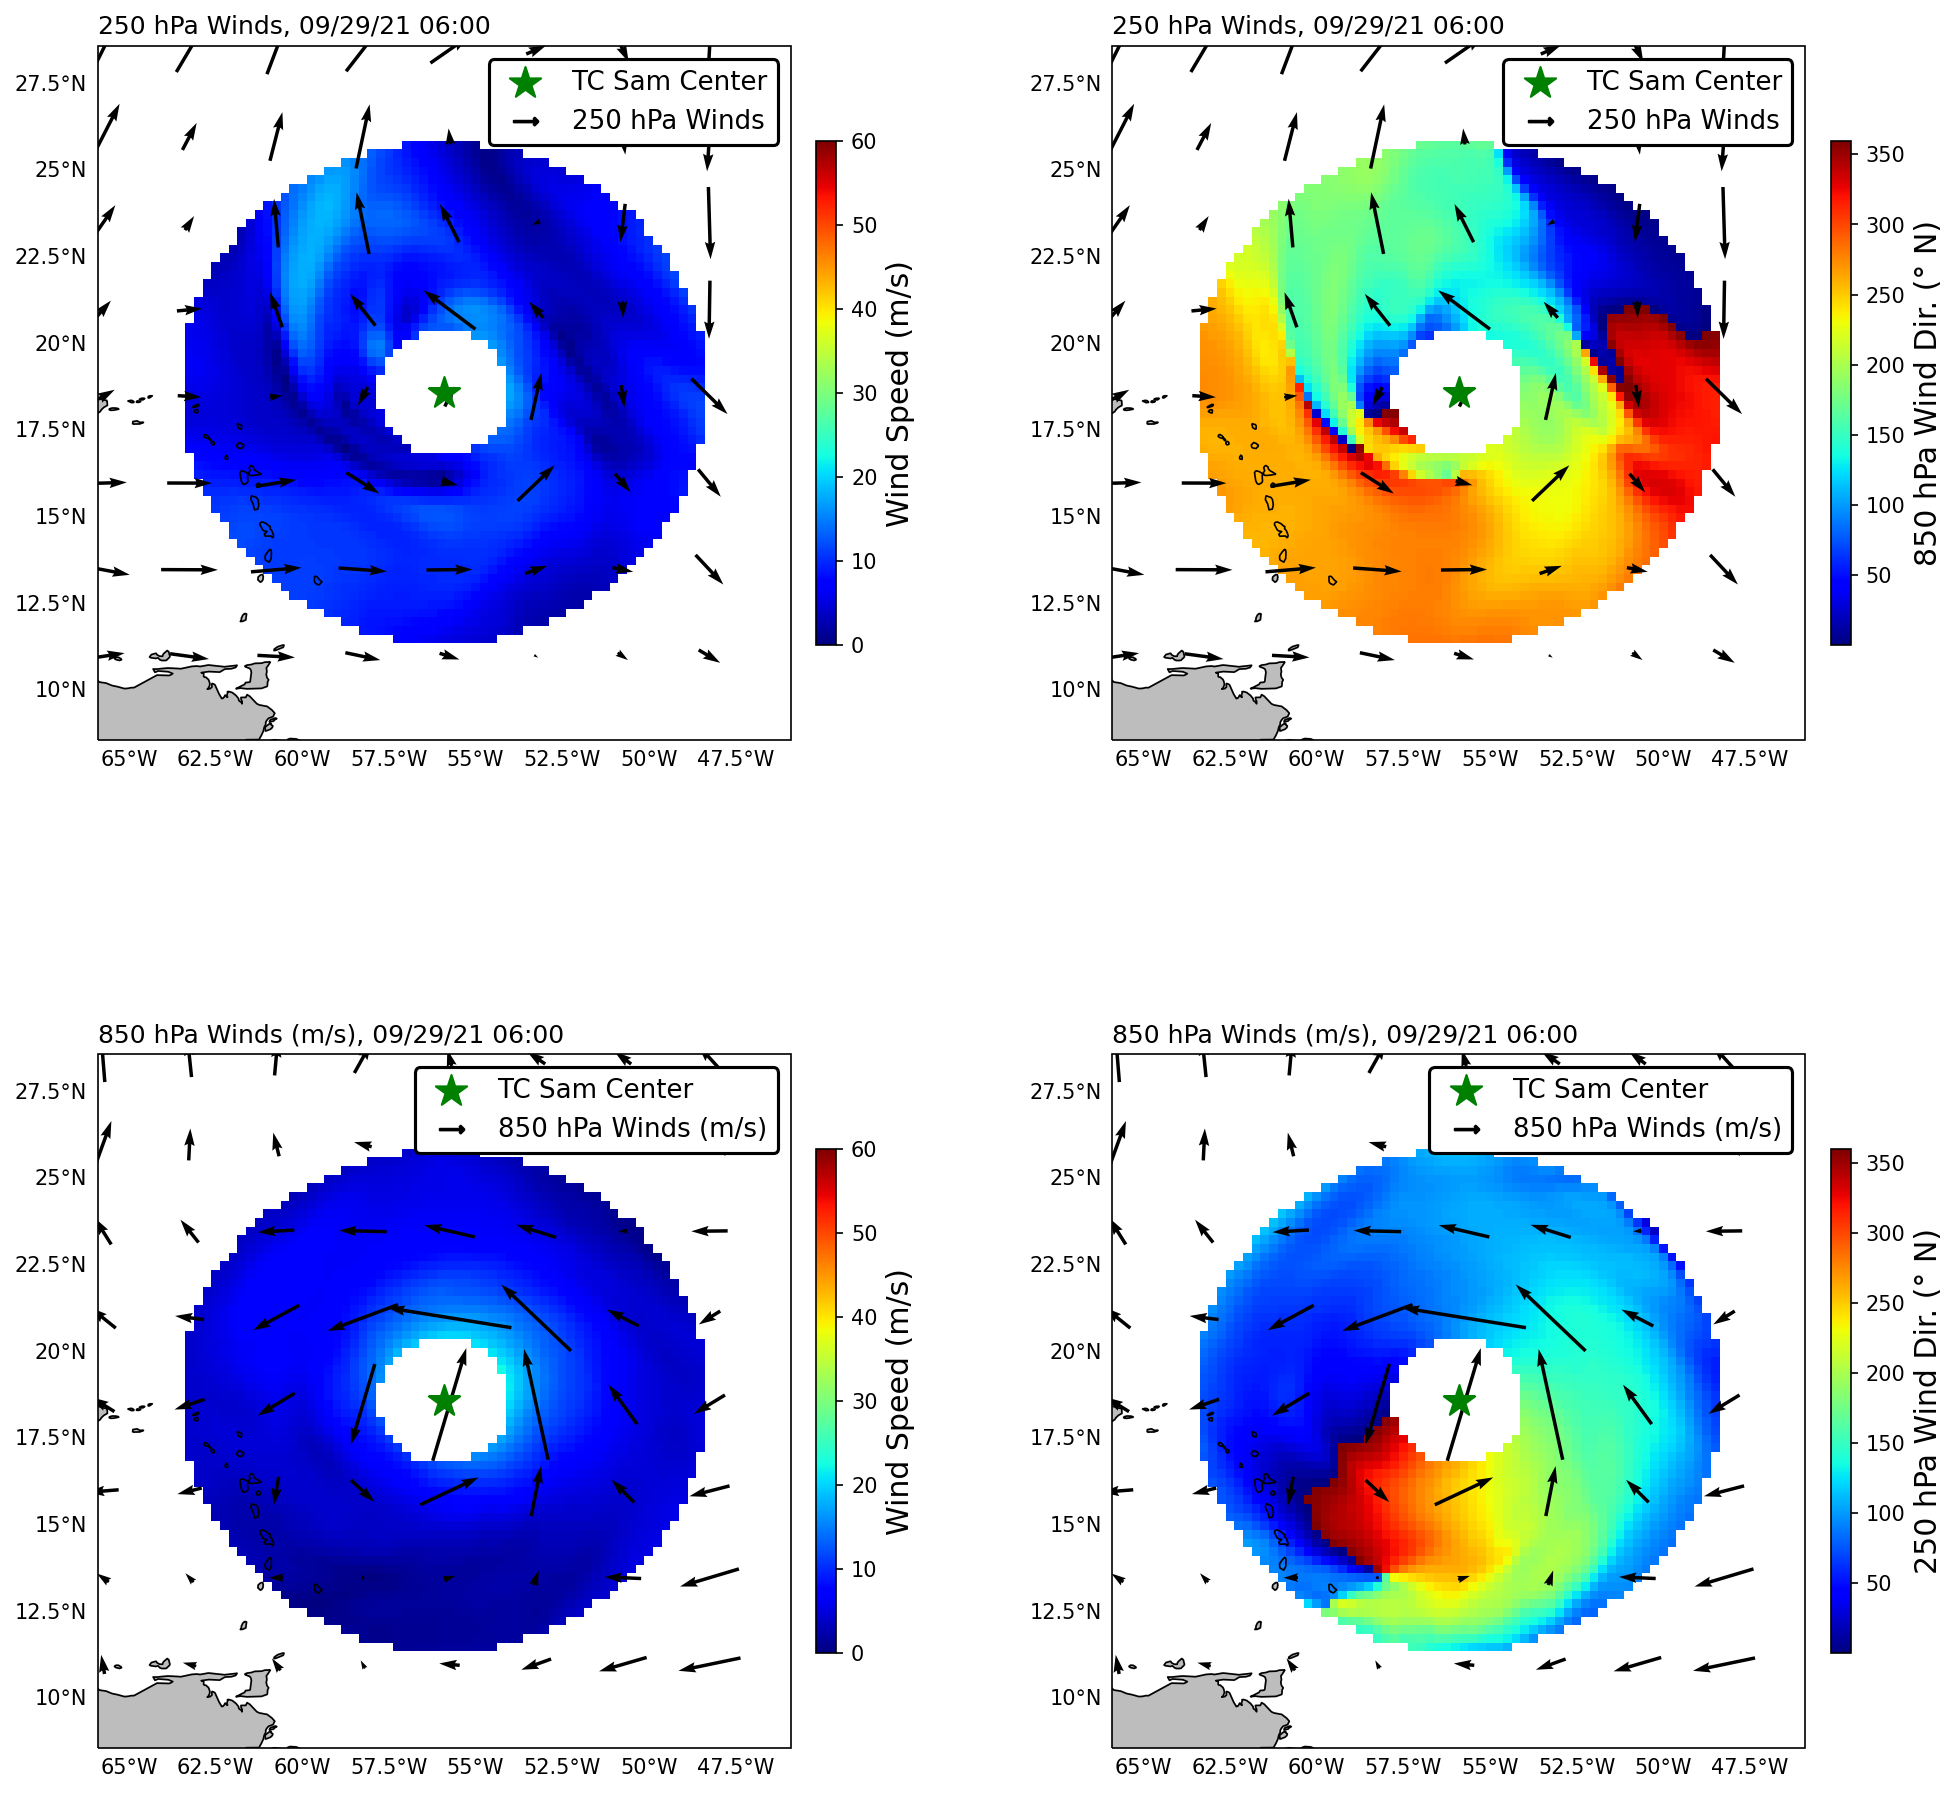 250 hPa Winds, 09/29/21 06:00
TC Sam Center
250 hPa Winds
27.5°N
25°N
22.5°N
20°N
17.5°N
15°N
12.5°N
10°N
65°W 62.5°W 60°W 57.5°W 55°W 52.5°W 50°W 47.5°W
60
50
40
30
20
10
0
Wind Speed (m/s)
250 hPa Winds, 09/29/21 06:00
TC Sam Center
250 hPa Winds
27.5°N
25°N
22.5°N
20°N
17.5°N
15°N
12.5°N
10°N
65°W 62.5°W 60°W 57.5°W 55°W 52.5°W 50°W 47.5°W
350
300
250
200
150
100
50
850 hPa Wind Dir. (° N)
850 hPa Winds (m/s), 09/29/21 06:00
TC Sam Center
850 hPa Winds (m/s)
27.5°N
25°N
22.5°N
20°N
17.5°N
15°N
12.5°N
10°N
65°W 62.5°W 60°W 57.5°W 55°W 52.5°W 50°W 47.5°W
60
50
40
30
20
10
0
Wind Speed (m/s)
850 hPa Winds (m/s), 09/29/21 06:00
TC Sam Center
850 hPa Winds (m/s)
27.5°N
25°N
22.5°N
20°N
17.5°N
15°N
12.5°N
10°N
65°W 62.5°W 60°W 57.5°W 55°W 52.5°W 50°W 47.5°W
350
300
250
200
150
100
50
250 hPa Wind Dir. (° N)